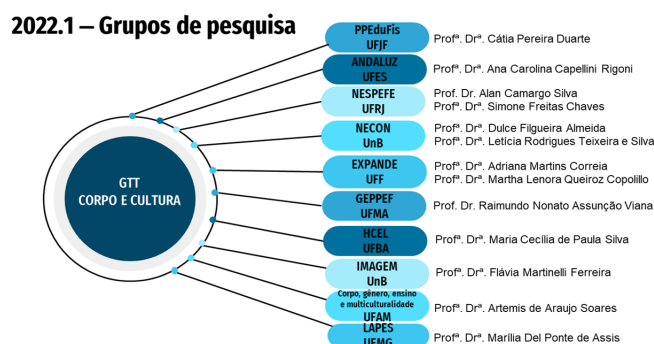 2022.1 – Grupos de pesquisa
GTT
CORPO E CULTURA
PPEduFis
UFJF
Profª. Drª. Cátia Pereira Duarte
ANDALUZ
UFES
Profª. Drª. Ana Carolina Capellini Rigoni
NESPEFE
UFRJ
Prof. Dr. Alan Camargo Silva
Profª. Drª. Simone Freitas Chaves
NECON
UnB
Profª. Drª. Dulce Filgueira Almeida
Profª. Drª. Letícia Rodrigues Teixeira e Silva
EXPANDE
UFF
Profª. Drª. Adriana Martins Correia
Profª. Drª. Martha Lenora Queiroz Copolillo
GEPPEF
UFMA
Prof. Dr. Raimundo Nonato Assunção Viana
HCEL
UFBA
Profª. Drª. Maria Cecília de Paula Silva
IMAGEM
UnB
Profª. Drª. Flávia Martinelli Ferreira
Corpo, gênero, ensino
e multiculturalidade
UFAM
Profª. Drª. Artemis de Araujo Soares
LAPES
UFMG
Profª. Drª. Marília Del Ponte de Assis